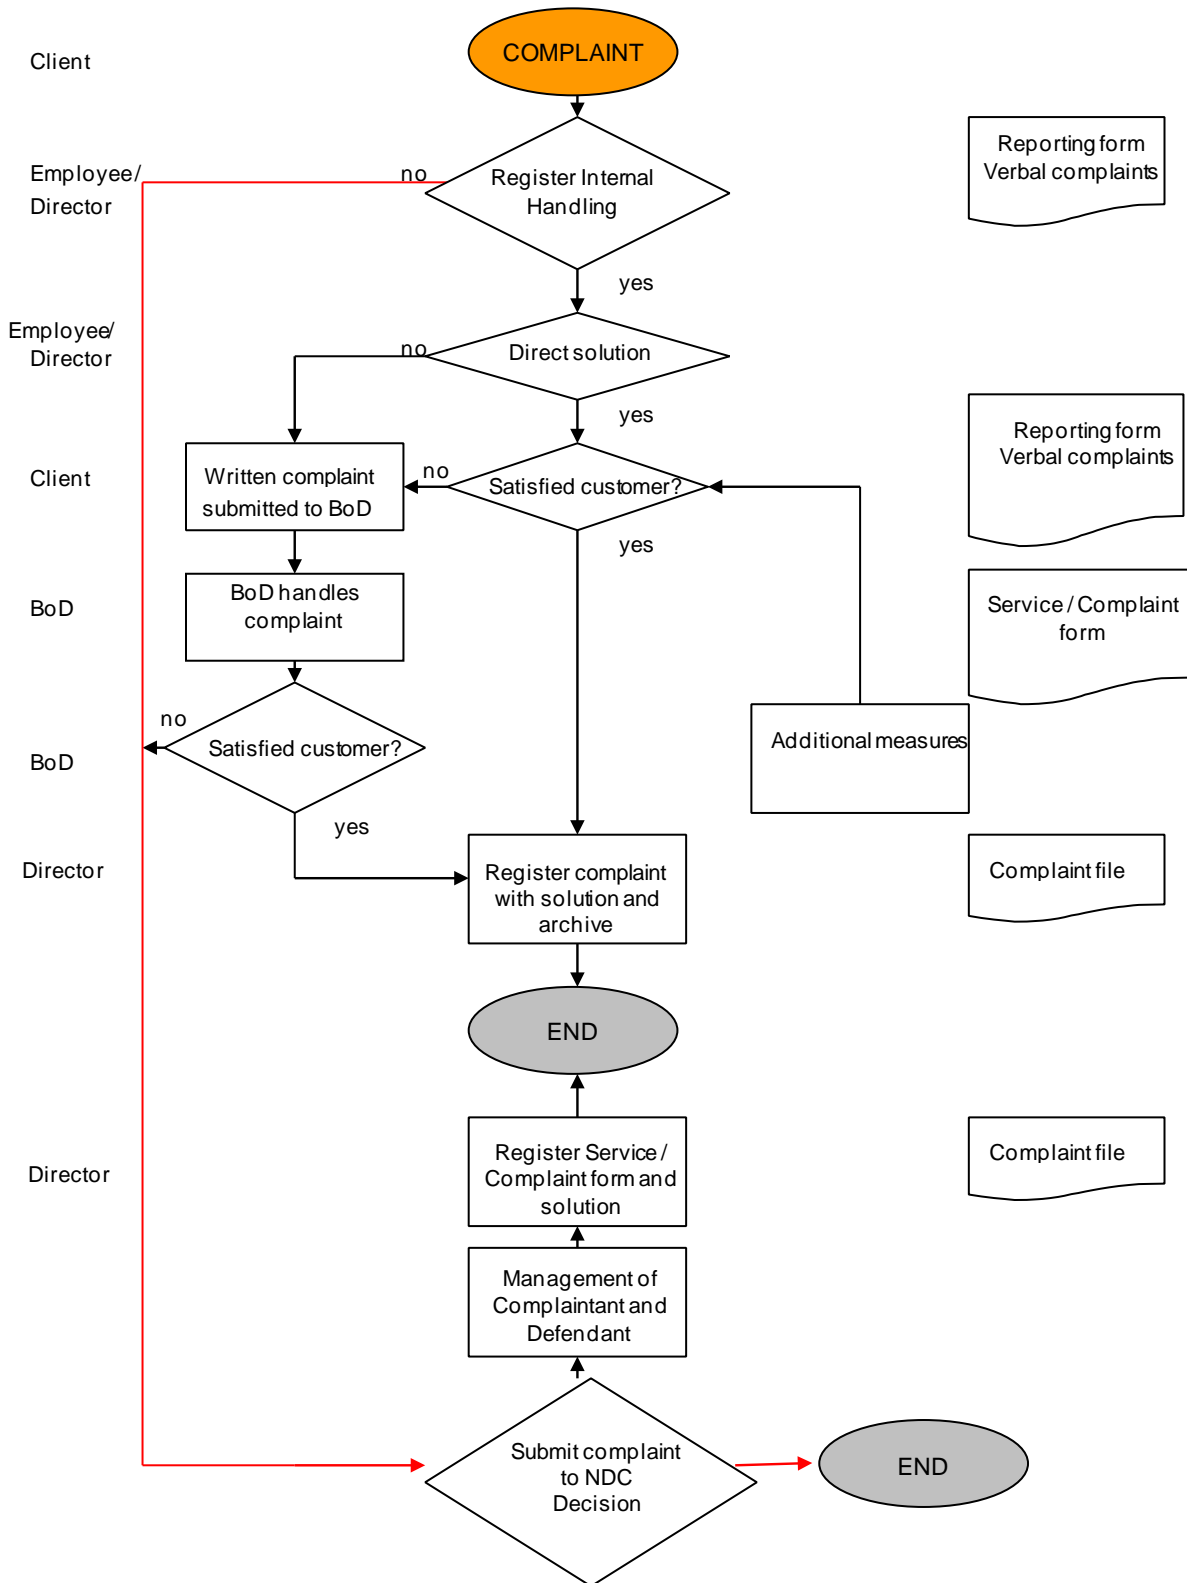 COMPLAINT
Client
Reporting form
Verbal complaints
Employee/
Director
no
Register Internal
Handling
yes
Employee/
Director
no
Direct solution
yes
Reporting form
Verbal complaints
Client
Written complaint
submitted to BoD
no
Satisfied customer?
yes
BoD
BoD handles
complaint
Service / Complaint
form
no
Satisfied customer?
Additional measures
BoD
yes
Director
Register complaint
with solution and
archive
Complaint file
END
Director
Register Service /
Complaint form and
solution
Complaint file
Management of
Complaintant and
Defendant
Submit complaint
to NDC
Decision
END